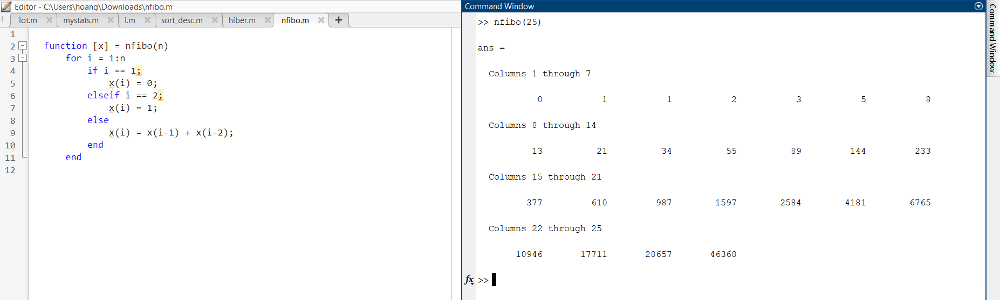 Editor - C:\Users\hoang\Downloads\nfibo.m
lot.m mystats.m l.m sort_desc.m hiber.m nfibo.m +
1
2 function [x] = nfibo(n)
3 for i = 1:n
4 if i == 1;
5 x(i) = 0;
6 elseif i == 2;
7 x(i) = 1;
8 else
9 x(i) = x(i-1) + x(i-2);
10 end
11 end
12
Command Window
>> nfibo(25)
ans =
Columns 1 through 7
0 1 1 2 3 5 8
Columns 8 through 14
13 21 34 55 89 144 233
Columns 15 through 21
377 610 987 1597 2584 4181 6765
Columns 22 through 25
10946 17711 28657 46368
fx >>
Command Window